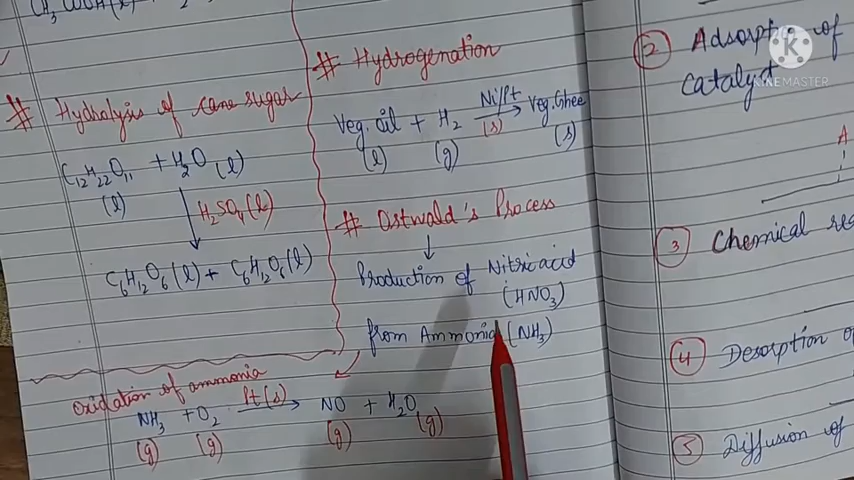 CH₃COOH(l)
# Hydrolysis of cane sugar
C₁₂H₂₂O₁₁ + H₂O (l)
(l)
H₂SO₄(l)
C₆H₁₂O₆(l) + C₆H₁₂O₆(l)
# Hydrogenation
Veg. oil + H₂ Ni/Pt → Veg. Ghee
(l) (g) (s) (s)
# Ostwald's Process
Production of Nitric acid
(HNO₃)
from Ammonia (NH₃)
oxidation of ammonia
NH₃ + O₂ Pt(s) → NO + H₂O
(g) (g) (g) (g)
② Adsorption of
catalyst
A
③ Chemical rea
④ Desorption o
⑤ Diffusion of
K
KINEMASTER